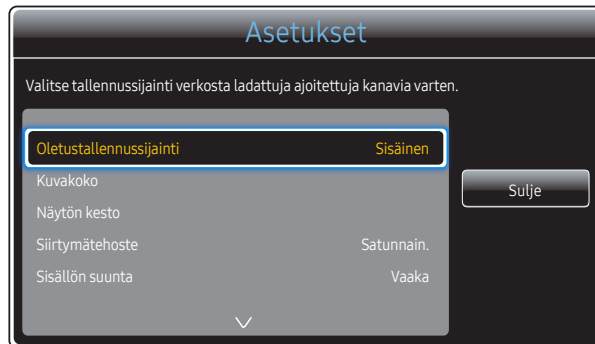 Asetukset
Valitse tallennussijainti verkosta ladattuja ajoitettuja kanavia varten.
Oletustallennussijainti Sisäinen
Kuvakoko
Sulje
Näytön kesto
Siirtymätehoste Satunnain.
Sisällön suunta Vaaka